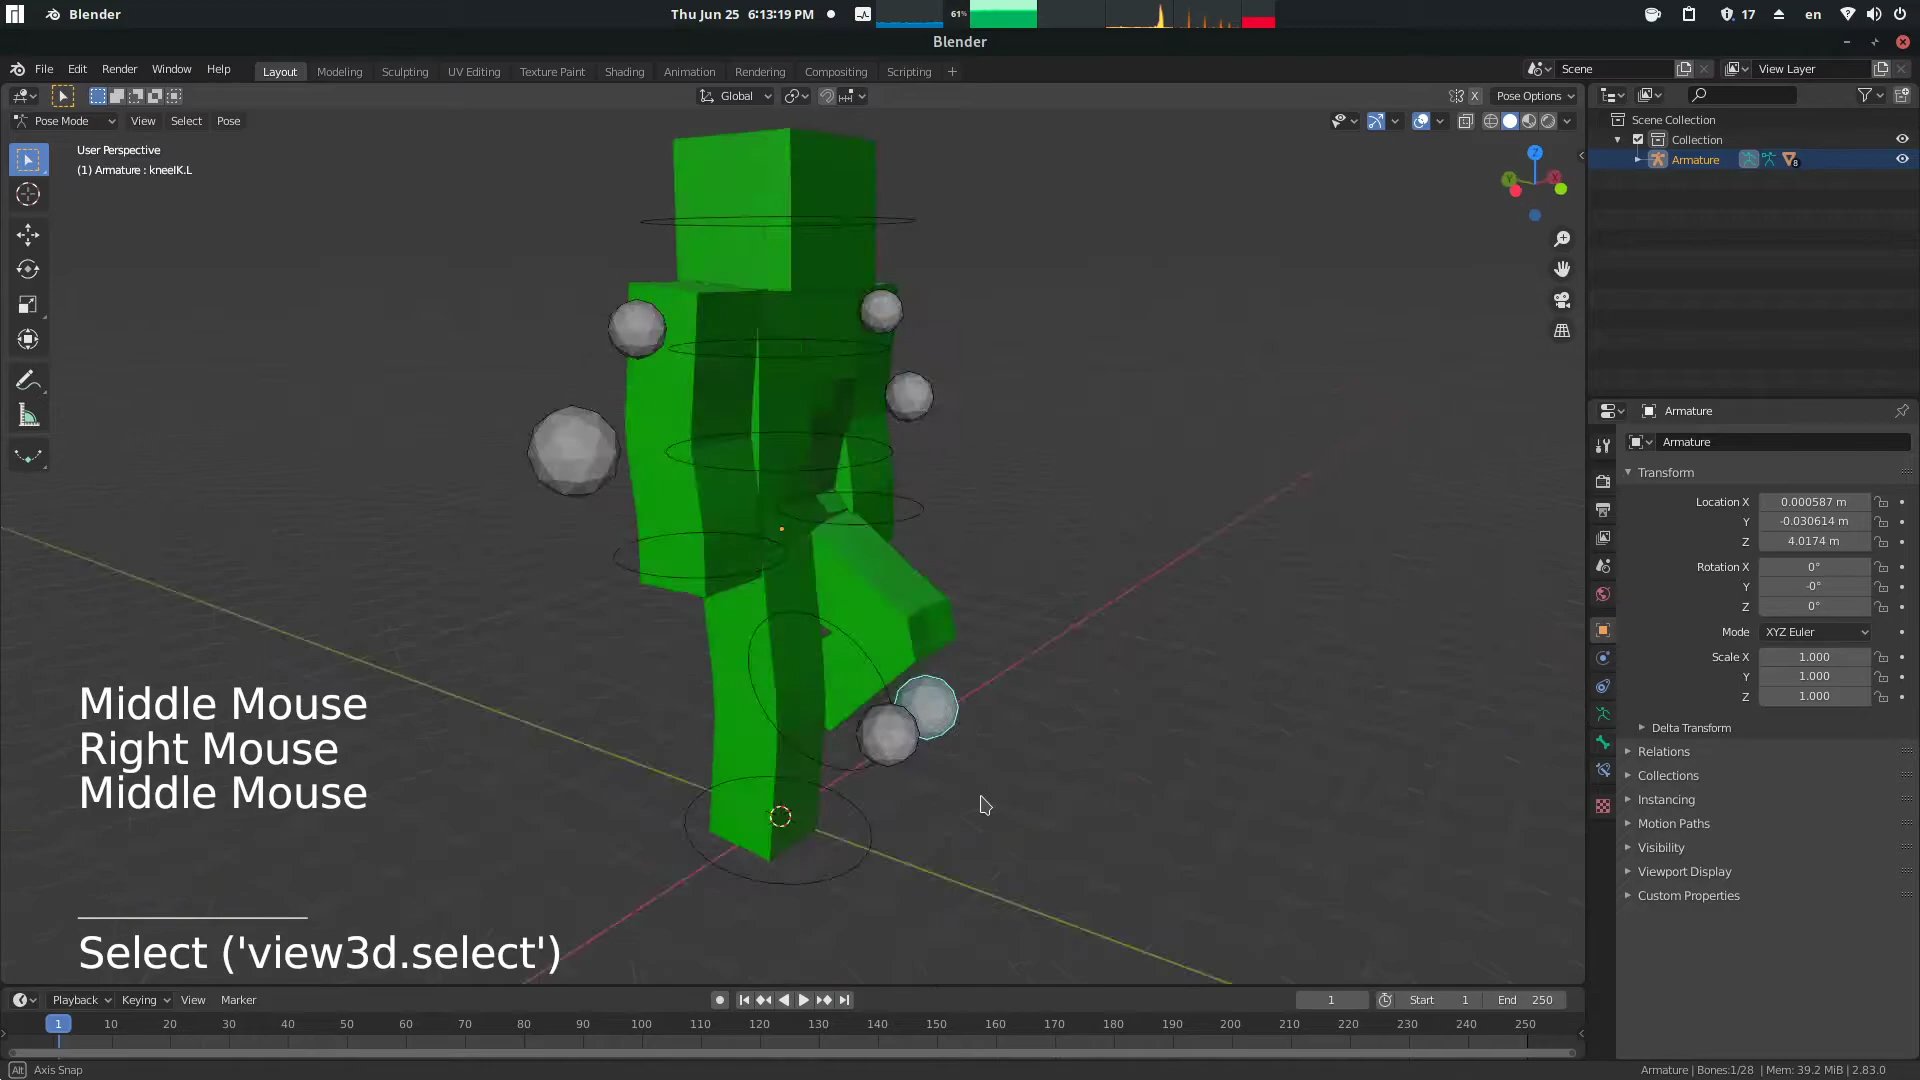 Blender
Thu Jun 25 6:13:19 PM
61%
17
en
Blender
File Edit Render Window Help
Layout Modeling Sculpting UV Editing Texture Paint Shading Animation Rendering Compositing Scripting +
Scene
View Layer
Global
X
Pose Options
Pose Mode View Select Pose
User Perspective
(1) Armature : kneeIK.L
Z
Y
X
Scene Collection
Collection
Armature
8
Armature
Armature
Transform
Location X 0.000587 m
Y -0.030614 m
Z 4.0174 m
Rotation X 0°
Y -0°
Z 0°
Mode XYZ Euler
Scale X 1.000
Y 1.000
Z 1.000
Delta Transform
Relations
Collections
Instancing
Motion Paths
Visibility
Viewport Display
Custom Properties
Middle Mouse
Right Mouse
Middle Mouse
Select ('view3d.select')
Playback Keying View Marker
1
Start 1
End 250
1 10 20 30 40 50 60 70 80 90 100 110 120 130 140 150 160 170 180 190 200 210 220 230 240 250
Alt Axis Snap
Armature | Bones:1/28 | Mem: 39.2 MiB | 2.83.0